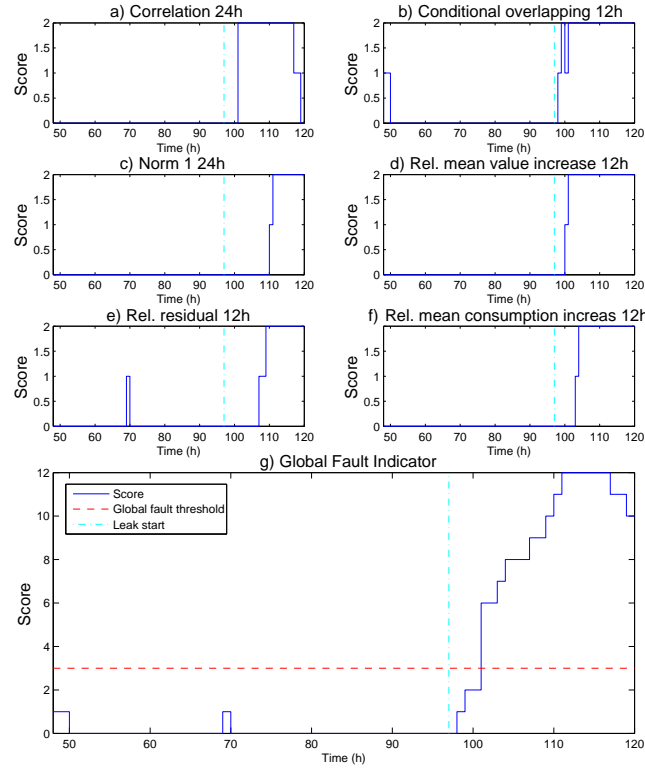 a) Correlation 24h
b) Conditional overlapping 12h
2
1.5
1
0.5
0
Score
50 60 70 80 90 100 110 120
Time (h)
2
1.5
1
0.5
0
Score
50 60 70 80 90 100 110 120
Time (h)
c) Norm 1 24h
d) Rel. mean value increase 12h
2
1.5
1
0.5
0
Score
50 60 70 80 90 100 110 120
Time (h)
2
1.5
1
0.5
0
Score
50 60 70 80 90 100 110 120
Time (h)
e) Rel. residual 12h
f) Rel. mean consumption increas 12h
2
1.5
1
0.5
0
Score
50 60 70 80 90 100 110 120
Time (h)
2
1.5
1
0.5
0
Score
50 60 70 80 90 100 110 120
Time (h)
g) Global Fault Indicator
12
10
8
6
4
2
0
Score
Score
Global fault threshold
Leak start
50 60 70 80 90 100 110 120
Time (h)